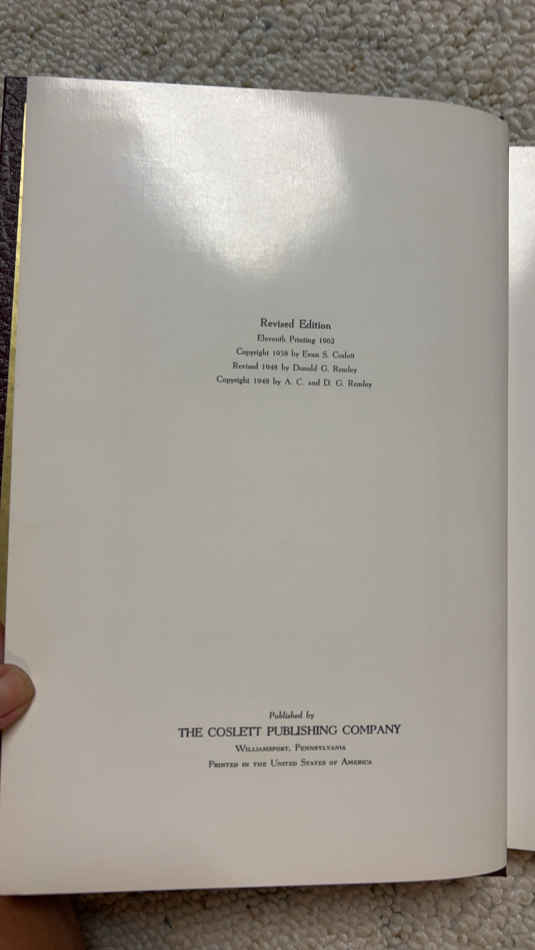 Revised Edition
Eleventh Printing 1962
Copyright 1938 by Evan S. Coslett
Revised 1948 by Donald G. Remley
Copyright 1948 by A. C. and D. G. Remley
Published by
THE COSLETT PUBLISHING COMPANY
Williamsport, Pennsylvania
Printed in the United States of America